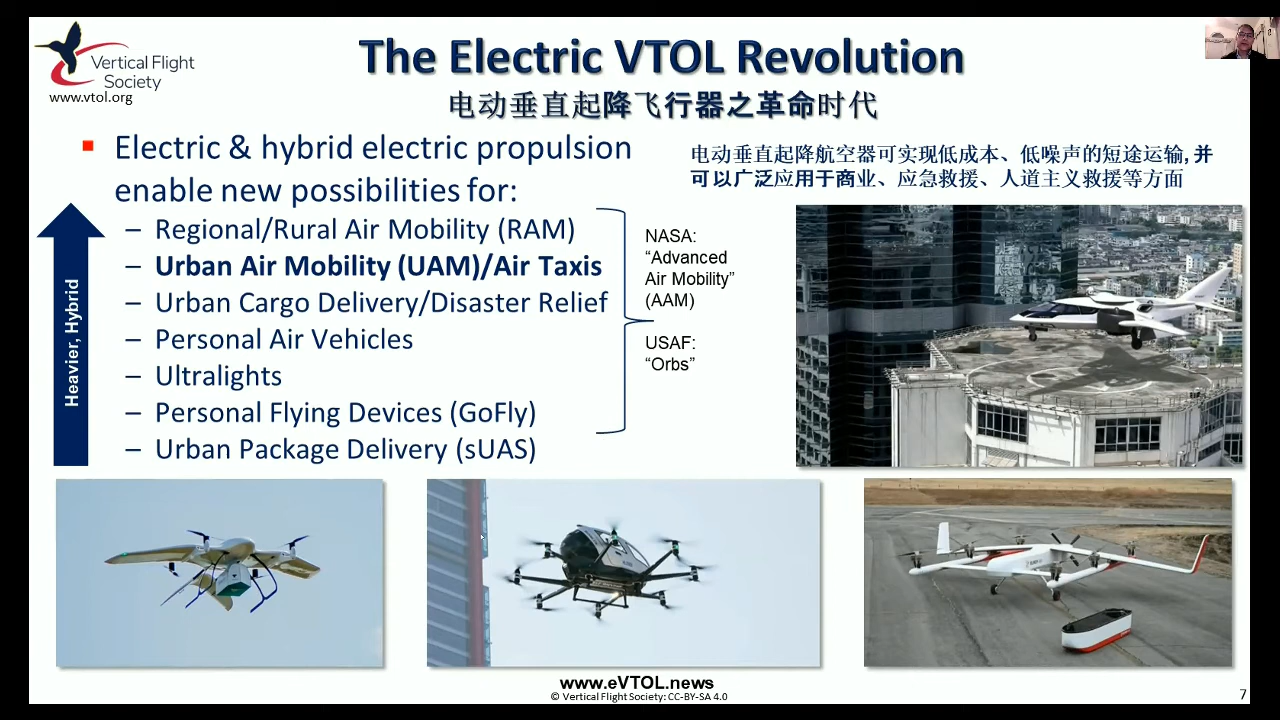 Vertical Flight
Society
www.vtol.org
The Electric VTOL Revolution
电动垂直起降飞行器之革命时代
▪ Electric & hybrid electric propulsion
enable new possibilities for:
– Regional/Rural Air Mobility (RAM)
– Urban Air Mobility (UAM)/Air Taxis
– Urban Cargo Delivery/Disaster Relief
– Personal Air Vehicles
– Ultralights
– Personal Flying Devices (GoFly)
– Urban Package Delivery (sUAS)
Heavier, Hybrid
NASA:
“Advanced
Air Mobility”
(AAM)
USAF:
“Orbs”
电动垂直起降航空器可实现低成本、低噪声的短途运输,并
可以广泛应用于商业、应急救援、人道主义救援等方面
www.eVTOL.news
© Vertical Flight Society: CC-BY-SA 4.0
7